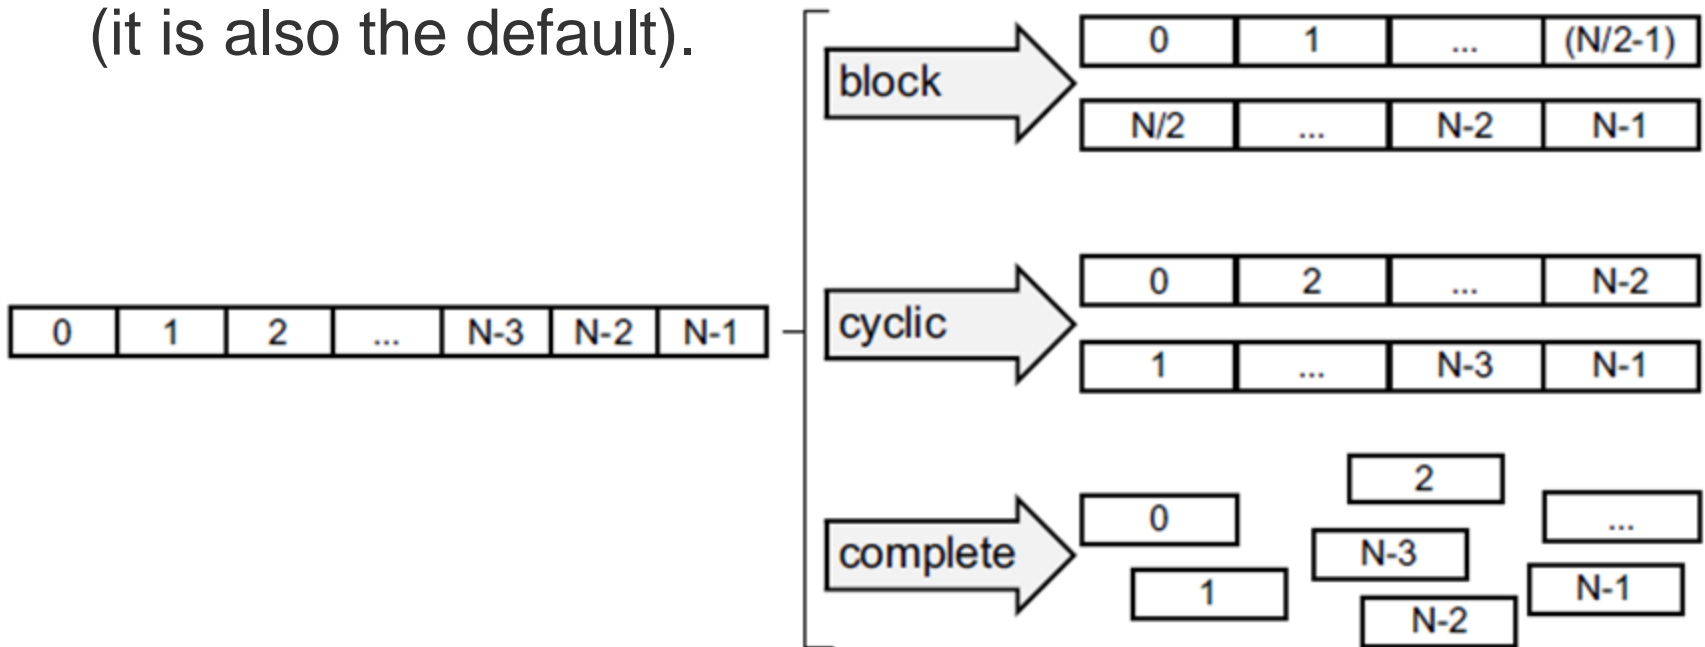 (it is also the default).
block
0 1 ... (N/2-1)
N/2 ... N-2 N-1
0 1 2 ... N-3 N-2 N-1
cyclic
0 2 ... N-2
1 ... N-3 N-1
complete
2
0
...
N-3
1
N-1
N-2